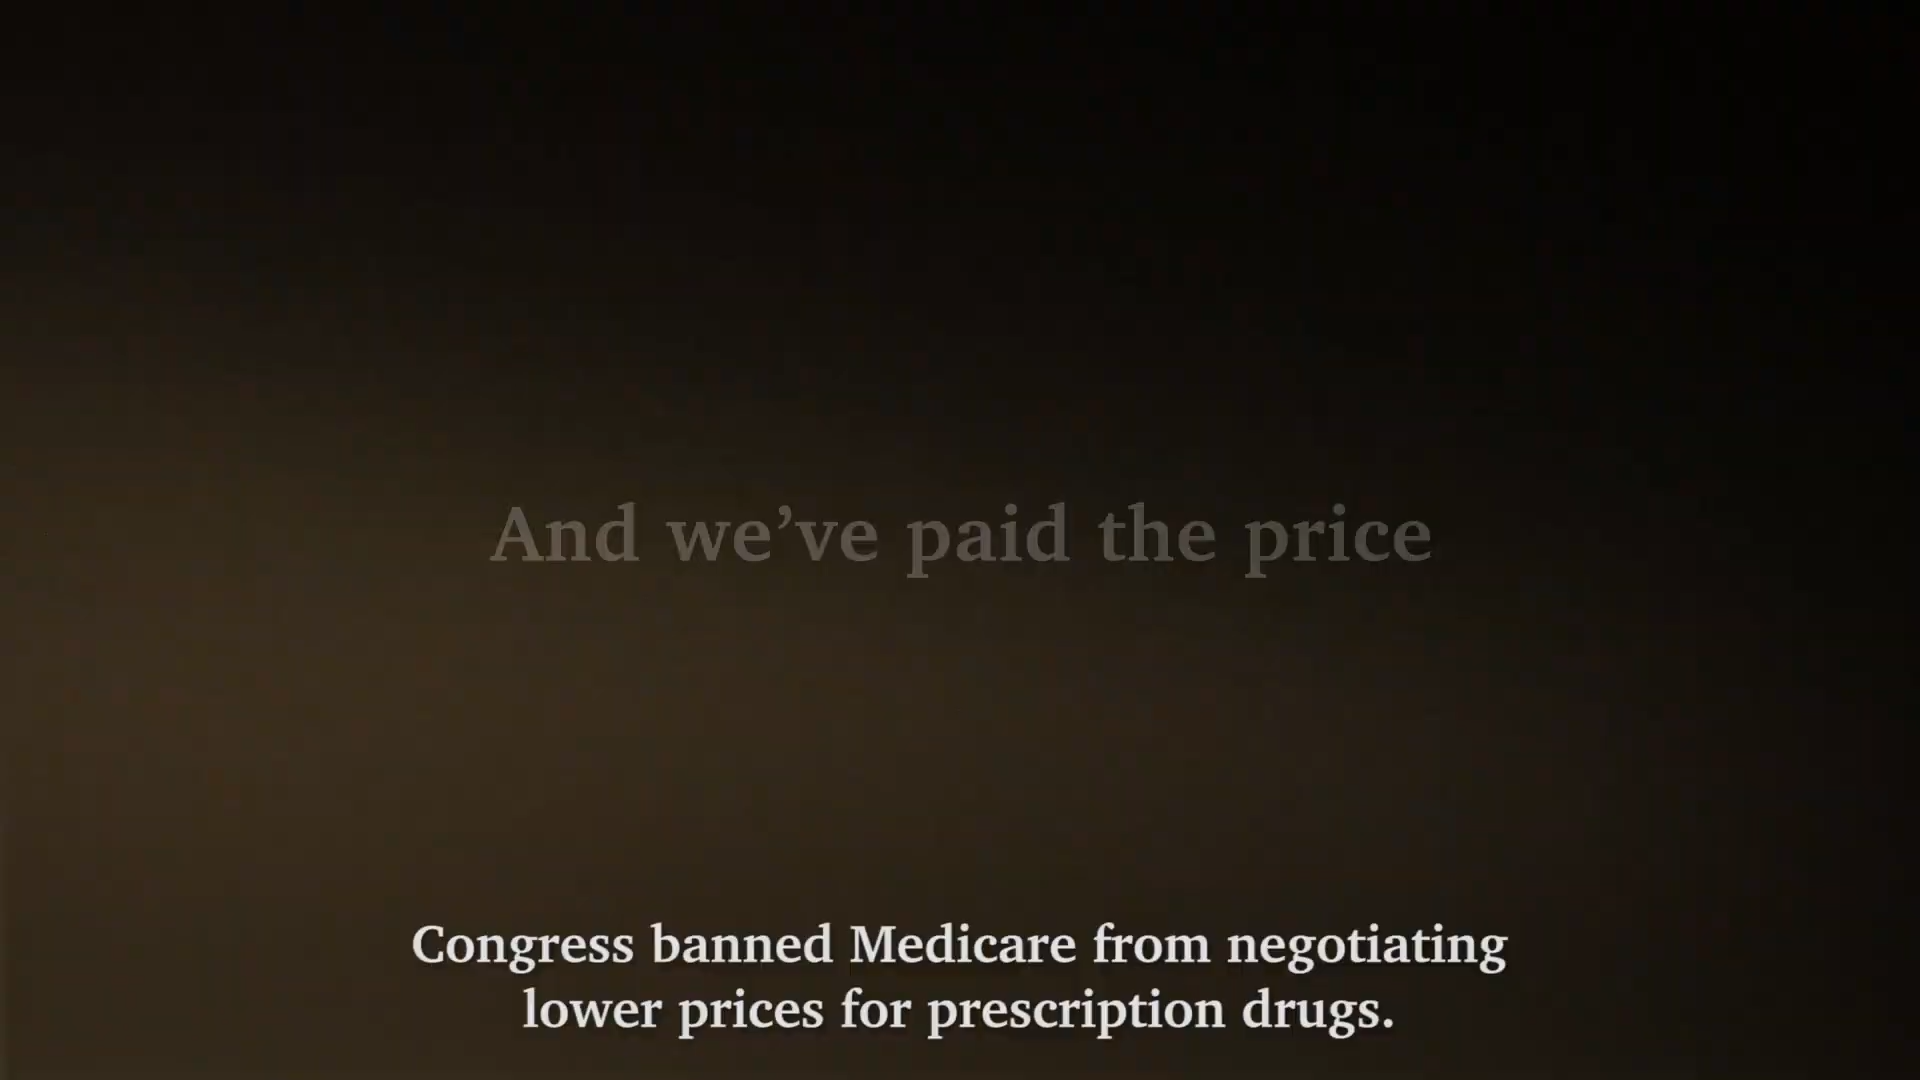 And we’ve paid the price
Congress banned Medicare from negotiating
lower prices for prescription drugs.